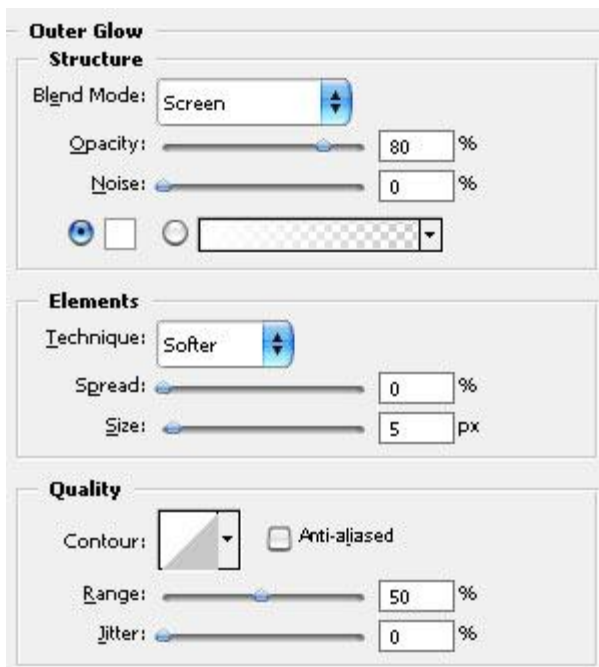 Outer Glow
Structure
Blend Mode: Screen
Opacity: 80 %
Noise: 0 %
Elements
Technique: Softer
Spread: 0 %
Size: 5 px
Quality
Contour: Anti-aliased
Range: 50 %
Jitter: 0 %